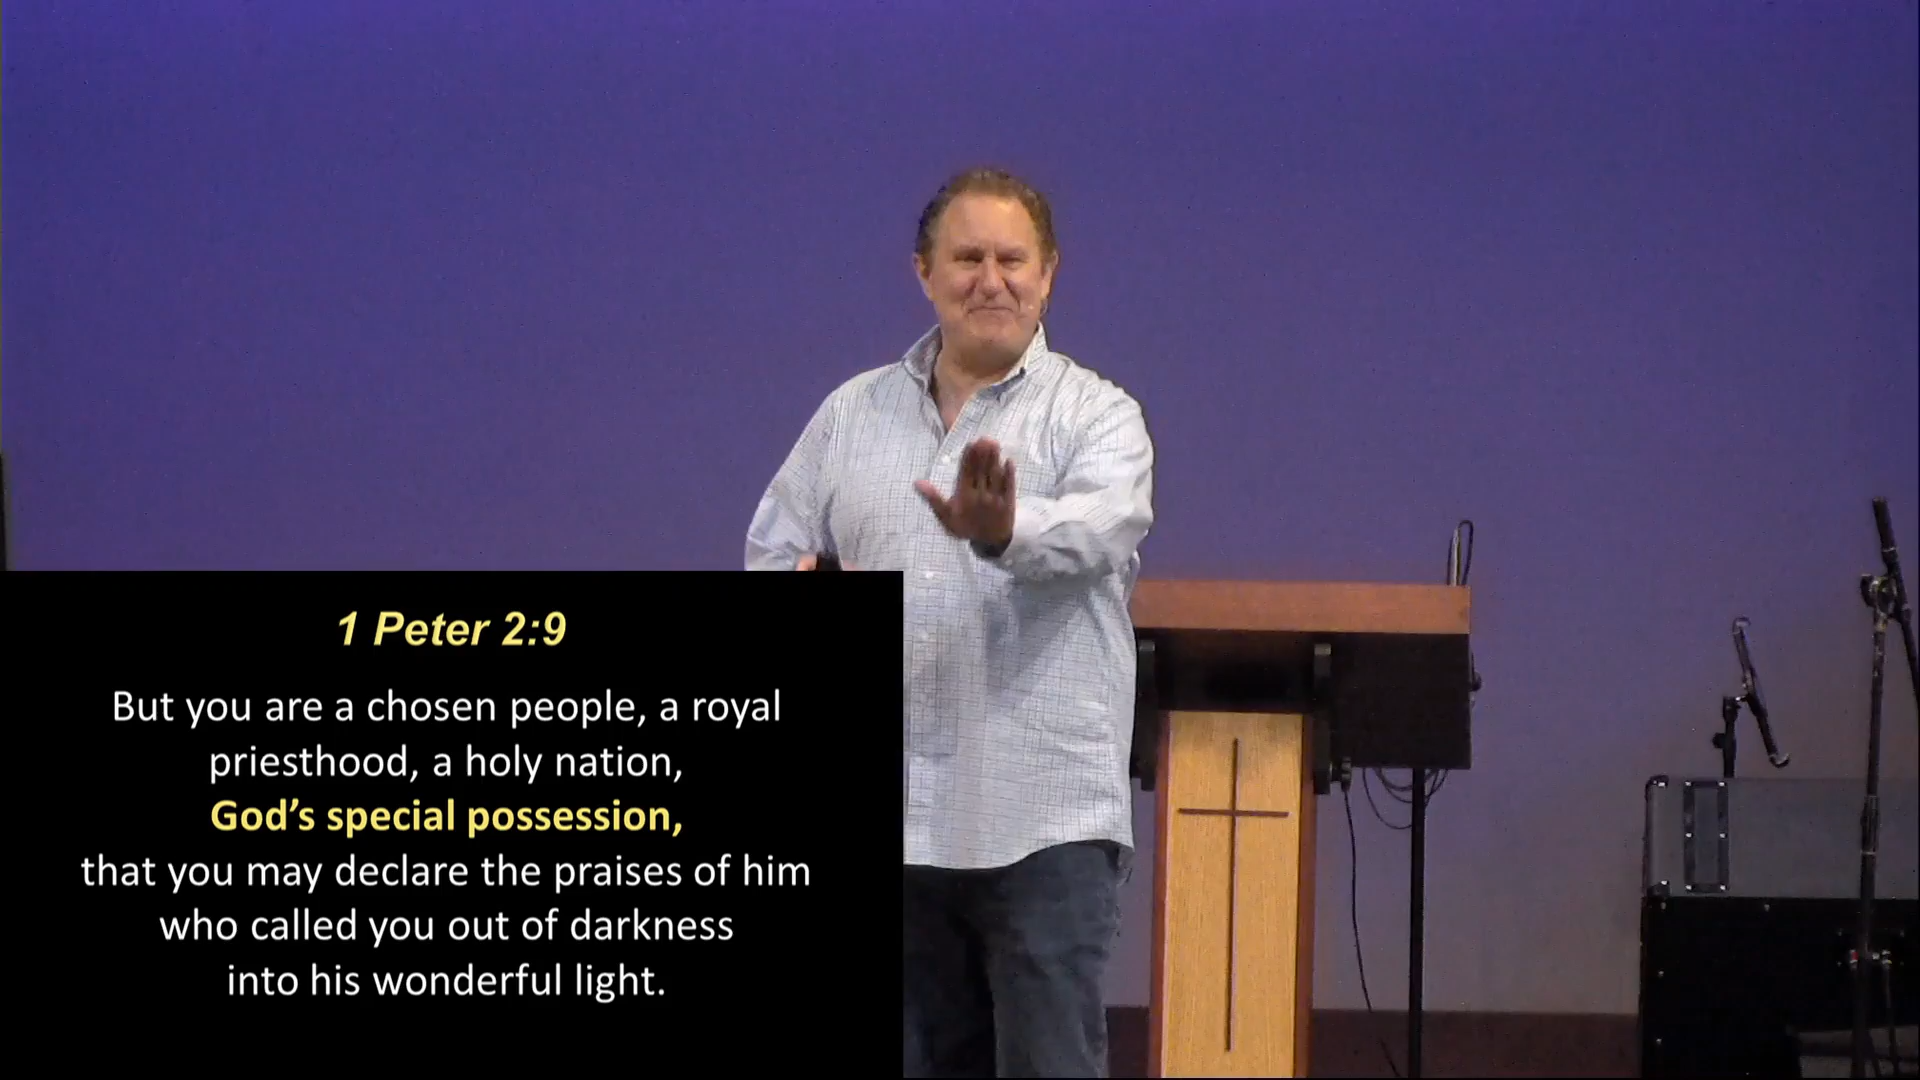 1 Peter 2:9
But you are a chosen people, a royal
priesthood, a holy nation,
God’s special possession,
that you may declare the praises of him
who called you out of darkness
into his wonderful light.